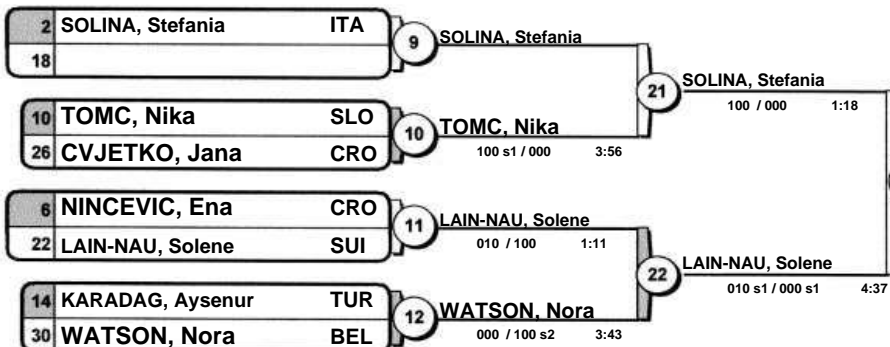 2 SOLINA, Stefania ITA
18
9
SOLINA, Stefania
10 TOMC, Nika SLO
26 CVJETKO, Jana CRO
10
TOMC, Nika
100 s1 / 000 3:56
21
SOLINA, Stefania
100 / 000 1:18
6 NINCEVIC, Ena CRO
22 LAIN-NAU, Solene SUI
11
LAIN-NAU, Solene
010 / 100 1:11
14 KARADAG, Aysenur TUR
30 WATSON, Nora BEL
12
WATSON, Nora
000 / 100 s2 3:43
22
LAIN-NAU, Solene
010 s1 / 000 s1 4:37